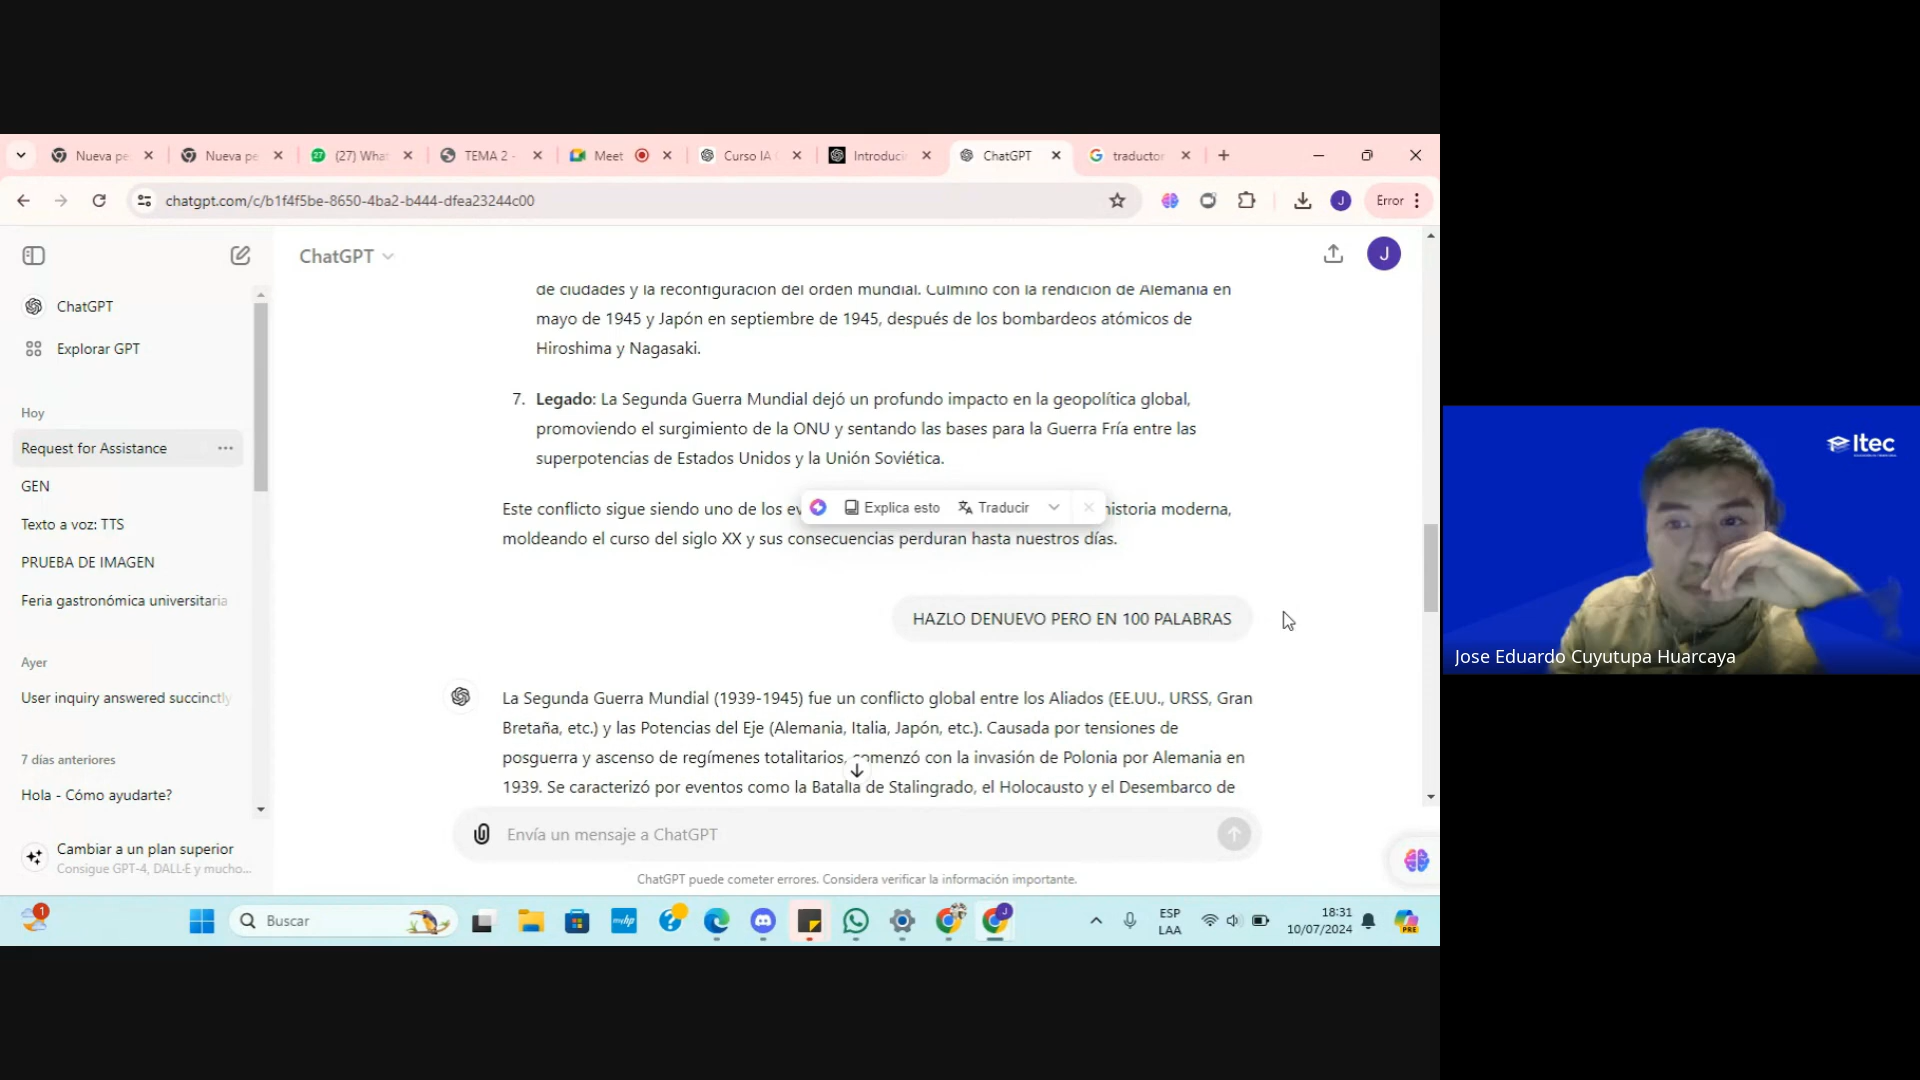 Nueva pe
Nueva pe
(27) Wha
TEMA 2 -
Meet
Curso IA
Introduci
ChatGPT
traductor
chatgpt.com/c/b1f4f5be-8650-4ba2-b444-dfea23244c00
J
Error
ChatGPT
Explorar GPT
Hoy
Request for Assistance
GEN
Texto a voz: TTS
PRUEBA DE IMAGEN
Feria gastronómica universitaria
Ayer
User inquiry answered succinctly
7 días anteriores
Hola - Cómo ayudarte?
Cambiar a un plan superior
Consigue GPT-4, DALL-E y mucho...
ChatGPT
J
de ciudades y la reconfiguración del orden mundial. Culminó con la rendición de Alemania en
mayo de 1945 y Japón en septiembre de 1945, después de los bombardeos atómicos de
Hiroshima y Nagasaki.
7. Legado: La Segunda Guerra Mundial dejó un profundo impacto en la geopolítica global,
promoviendo el surgimiento de la ONU y sentando las bases para la Guerra Fría entre las
superpotencias de Estados Unidos y la Unión Soviética.
Explica esto Traducir
Este conflicto sigue siendo uno de los ev historia moderna,
moldeando el curso del siglo XX y sus consecuencias perduran hasta nuestros días.
HAZLO DENUEVO PERO EN 100 PALABRAS
La Segunda Guerra Mundial (1939-1945) fue un conflicto global entre los Aliados (EE.UU., URSS, Gran
Bretaña, etc.) y las Potencias del Eje (Alemania, Italia, Japón, etc.). Causada por tensiones de
posguerra y ascenso de regímenes totalitarios, comenzó con la invasión de Polonia por Alemania en
1939. Se caracterizó por eventos como la Batalla de Stalingrado, el Holocausto y el Desembarco de
Envía un mensaje a ChatGPT
ChatGPT puede cometer errores. Considera verificar la información importante.
1
Buscar
myhp
J
ESP
LAA
18:31
10/07/2024
PRE
Itec
Jose Eduardo Cuyutupa Huarcaya